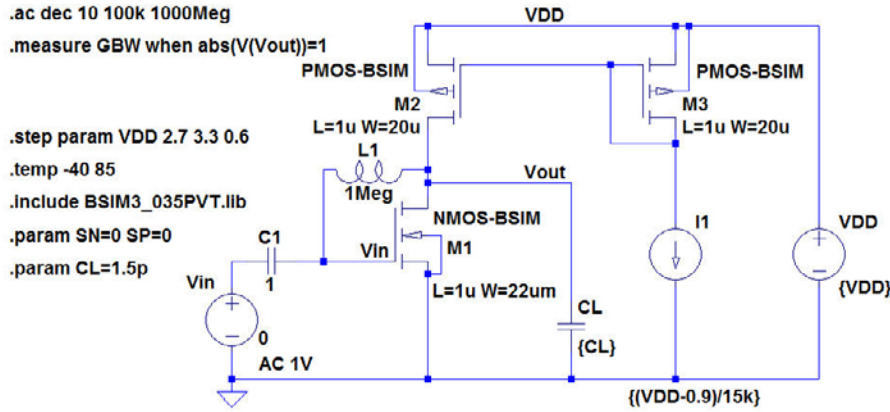 .ac dec 10 100k 1000Meg
.measure GBW when abs(V(Vout))=1
.step param VDD 2.7 3.3 0.6
.temp -40 85
.include BSIM3_035PVT.lib
.param SN=0 SP=0
.param CL=1.5p
VDD
PMOS-BSIM
M2
L=1u W=20u
PMOS-BSIM
M3
L=1u W=20u
L1
1Meg
Vout
NMOS-BSIM
M1
L=1u W=22um
Vin
C1
1
Vin
0
AC 1V
CL
{CL}
I1
{(VDD-0.9)/15k}
VDD
{VDD}